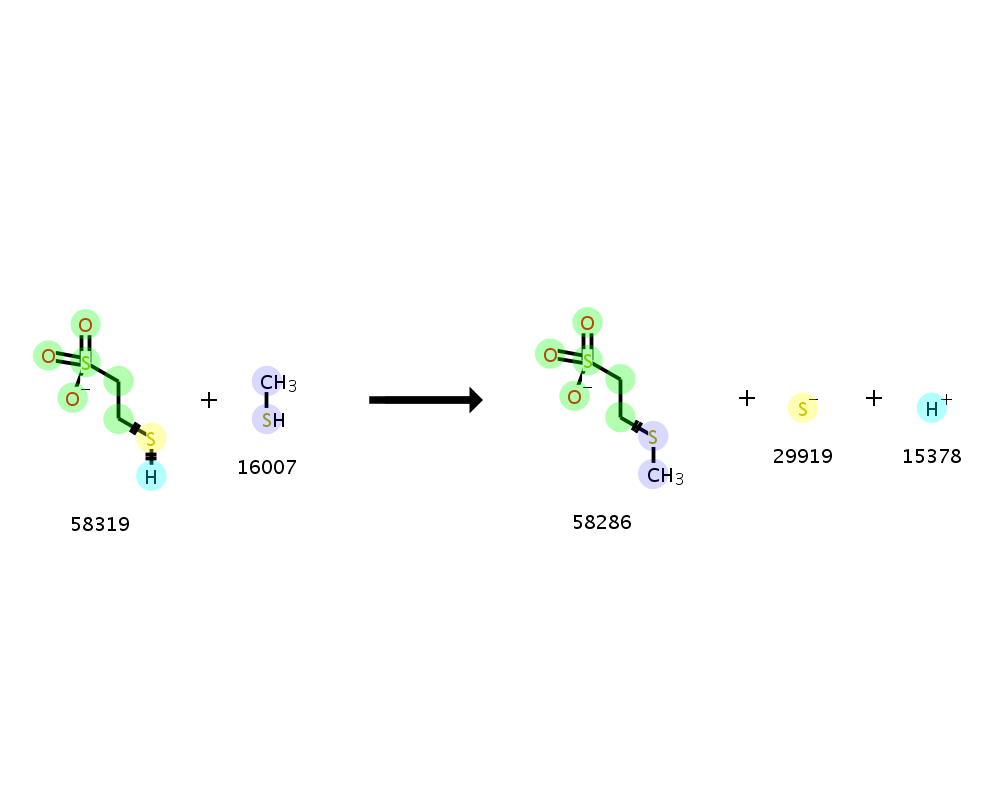 O O
O S S
O⁻ O⁻
CH₃
+ SH S + S⁻ + H⁺
S 16007 29919 15378
H CH₃
58319 58286